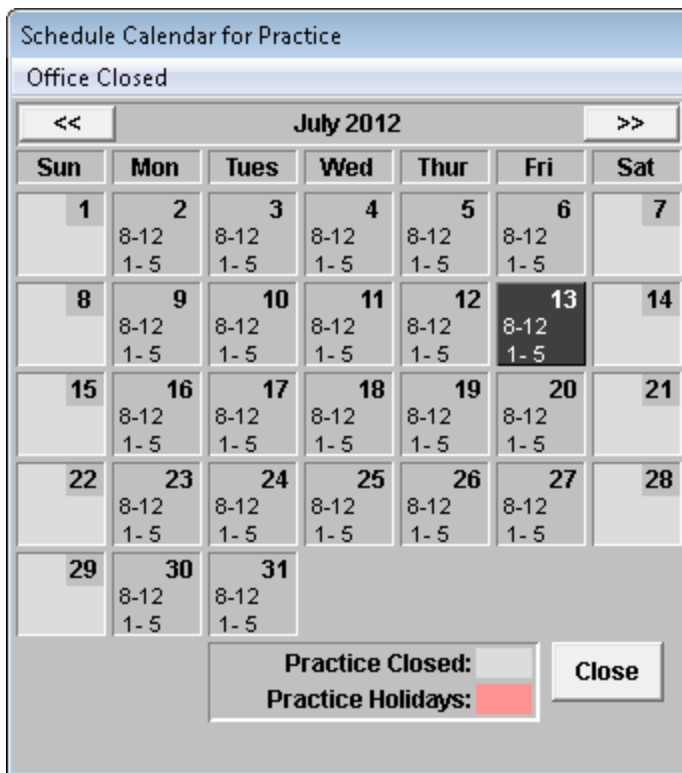 Schedule Calendar for Practice
Office Closed
<< July 2012 >>
Sun Mon Tues Wed Thur Fri Sat
1 2 3 4 5 6 7
8-12 8-12 8-12 8-12 8-12
1- 5 1- 5 1- 5 1- 5 1- 5
8 9 10 11 12 13 14
8-12 8-12 8-12 8-12 8-12
1- 5 1- 5 1- 5 1- 5 1- 5
15 16 17 18 19 20 21
8-12 8-12 8-12 8-12 8-12
1- 5 1- 5 1- 5 1- 5 1- 5
22 23 24 25 26 27 28
8-12 8-12 8-12 8-12 8-12
1- 5 1- 5 1- 5 1- 5 1- 5
29 30 31
8-12 8-12
1- 5 1- 5
Practice Closed:
Practice Holidays:
Close